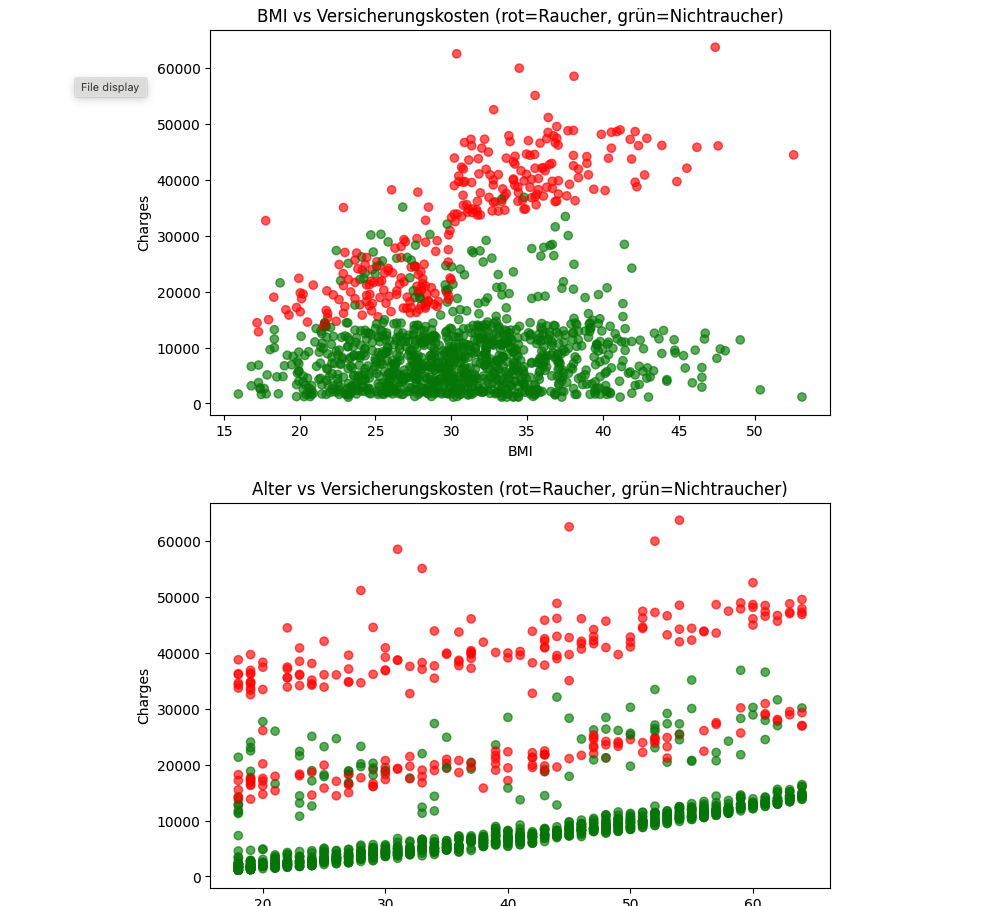 BMI vs Versicherungskosten (rot=Raucher, grün=Nichtraucher)
File display
Charges
60000
50000
40000
30000
20000
10000
0
15 20 25 30 35 40 45 50
BMI
Alter vs Versicherungskosten (rot=Raucher, grün=Nichtraucher)
Charges
60000
50000
40000
30000
20000
10000
0
20 30 40 50 60